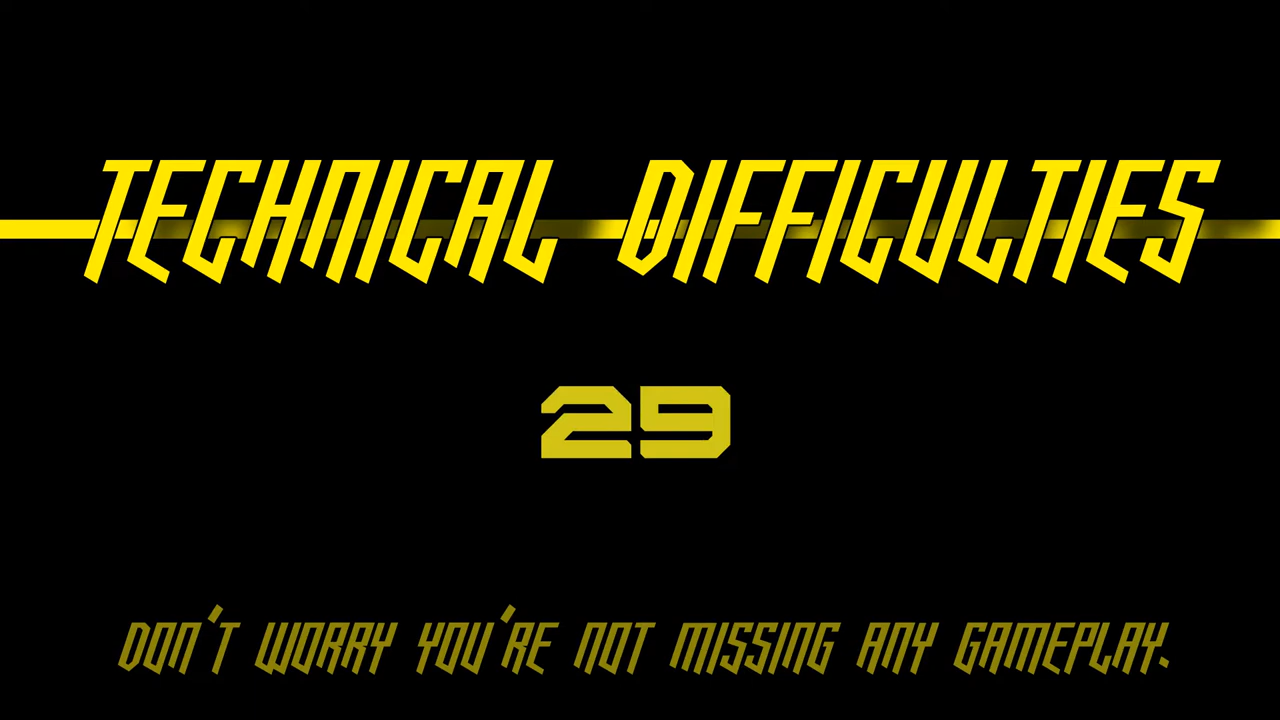 TECHNICAL DIFFICULTIES
29
DON'T WORRY YOU'RE NOT MISSING ANY GAMEPLAY.